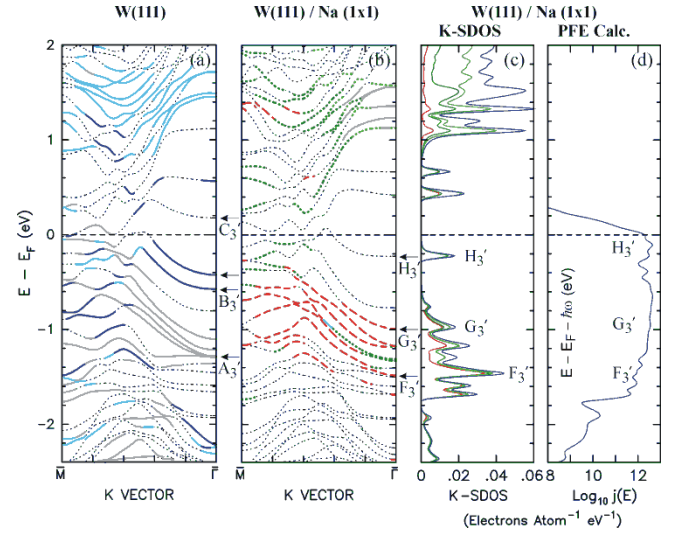 W(111)
W(111) / Na (1x1)
W(111) / Na (1x1)
K-SDOS
PFE Calc.
2
(a)
(b)
(c)
(d)
1
0
-1
-2
E − E_F (eV)
C₃′
B₃′
A₃′
H₃′
G₃′
F₃′
H₃′
G₃′
F₃′
E − E_F − ℏω (eV)
H₃′
G₃′
F₃′
M̄
Γ̄
M̄
Γ̄
0
.02
.04
.06
8
10
12
K VECTOR
K VECTOR
K−SDOS
Log₁₀ j(E)
(Electrons Atom⁻¹ eV⁻¹)